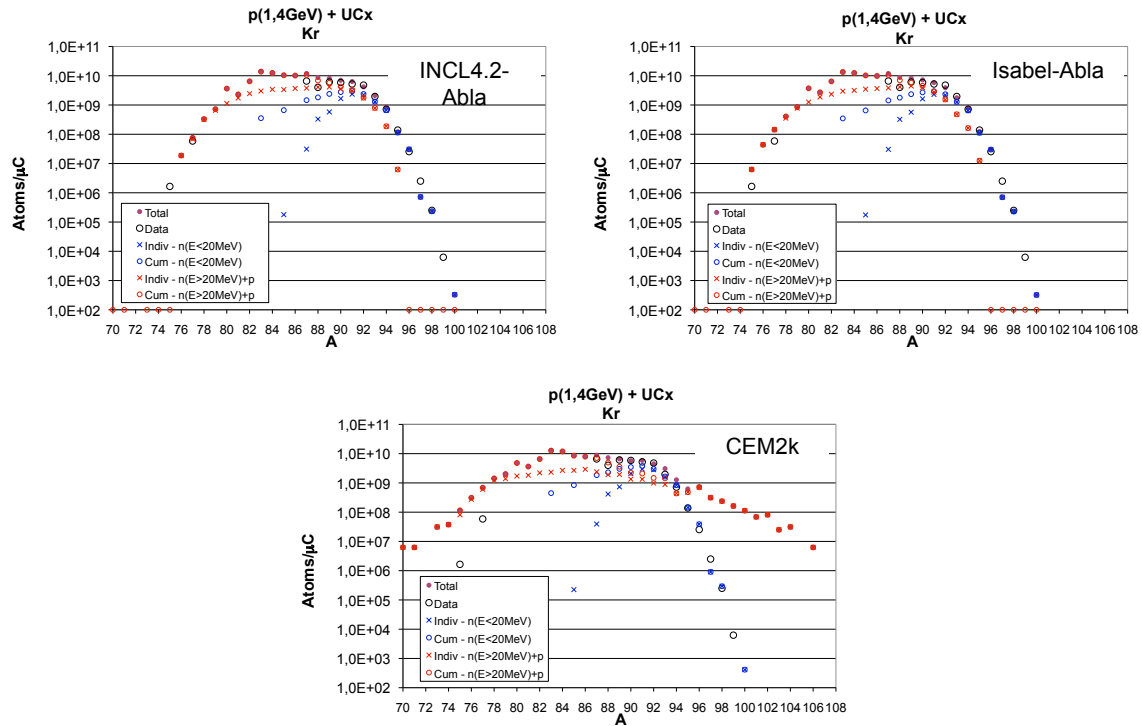 p(1,4GeV) + UCx
Kr
INCL4.2-
Abla
Atoms/µC
1,0E+11
1,0E+10
1,0E+09
1,0E+08
1,0E+07
1,0E+06
1,0E+05
1,0E+04
1,0E+03
1,0E+02
Total
Data
Indiv - n(E<20MeV)
Cum - n(E<20MeV)
Indiv - n(E>20MeV)+p
Cum - n(E>20MeV)+p
70 72 74 76 78 80 82 84 86 88 90 92 94 96 98 100 102 104 106 108
A
p(1,4GeV) + UCx
Kr
Isabel-Abla
Atoms/µC
1,0E+11
1,0E+10
1,0E+09
1,0E+08
1,0E+07
1,0E+06
1,0E+05
1,0E+04
1,0E+03
1,0E+02
Total
Data
Indiv - n(E<20MeV)
Cum - n(E<20MeV)
Indiv - n(E>20MeV)+p
Cum - n(E>20MeV)+p
70 72 74 76 78 80 82 84 86 88 90 92 94 96 98 100 102 104 106 108
A
p(1,4GeV) + UCx
Kr
CEM2k
Atoms/µC
1,0E+11
1,0E+10
1,0E+09
1,0E+08
1,0E+07
1,0E+06
1,0E+05
1,0E+04
1,0E+03
1,0E+02
Total
Data
Indiv - n(E<20MeV)
Cum - n(E<20MeV)
Indiv - n(E>20MeV)+p
Cum - n(E>20MeV)+p
70 72 74 76 78 80 82 84 86 88 90 92 94 96 98 100 102 104 106 108
A